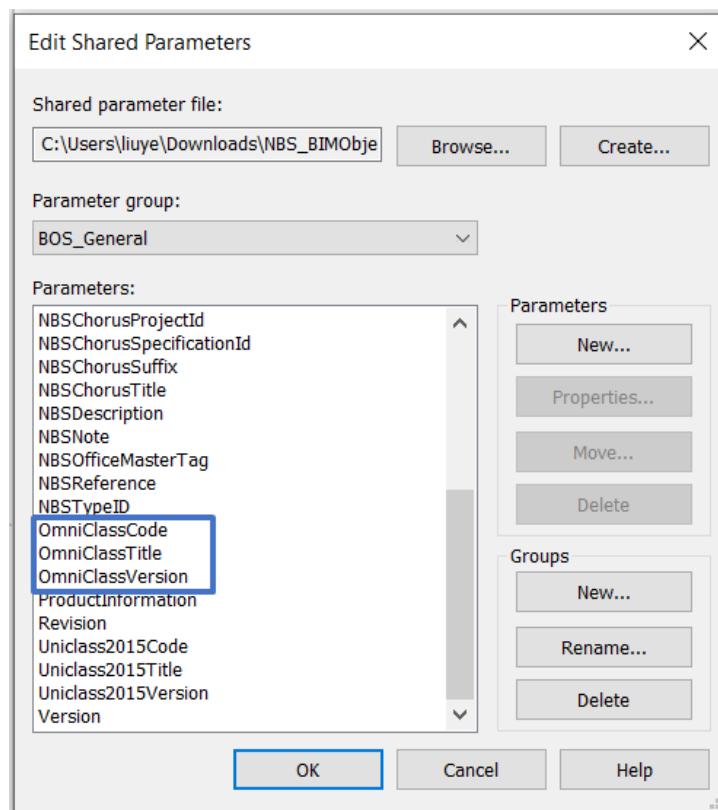 Edit Shared Parameters
Shared parameter file:
C:\Users\liuye\Downloads\NBS_BIMObje
Browse...
Create...
Parameter group:
BOS_General
Parameters:
NBSChorusProjectId
NBSChorusSpecificationId
NBSChorusSuffix
NBSChorusTitle
NBSDescription
NBSNote
NBSOfficeMasterTag
NBSReference
NBSTypeID
OmniClassCode
OmniClassTitle
OmniClassVersion
ProductInformation
Revision
Uniclass2015Code
Uniclass2015Title
Uniclass2015Version
Version
Parameters
New...
Properties...
Move...
Delete
Groups
New...
Rename...
Delete
OK
Cancel
Help